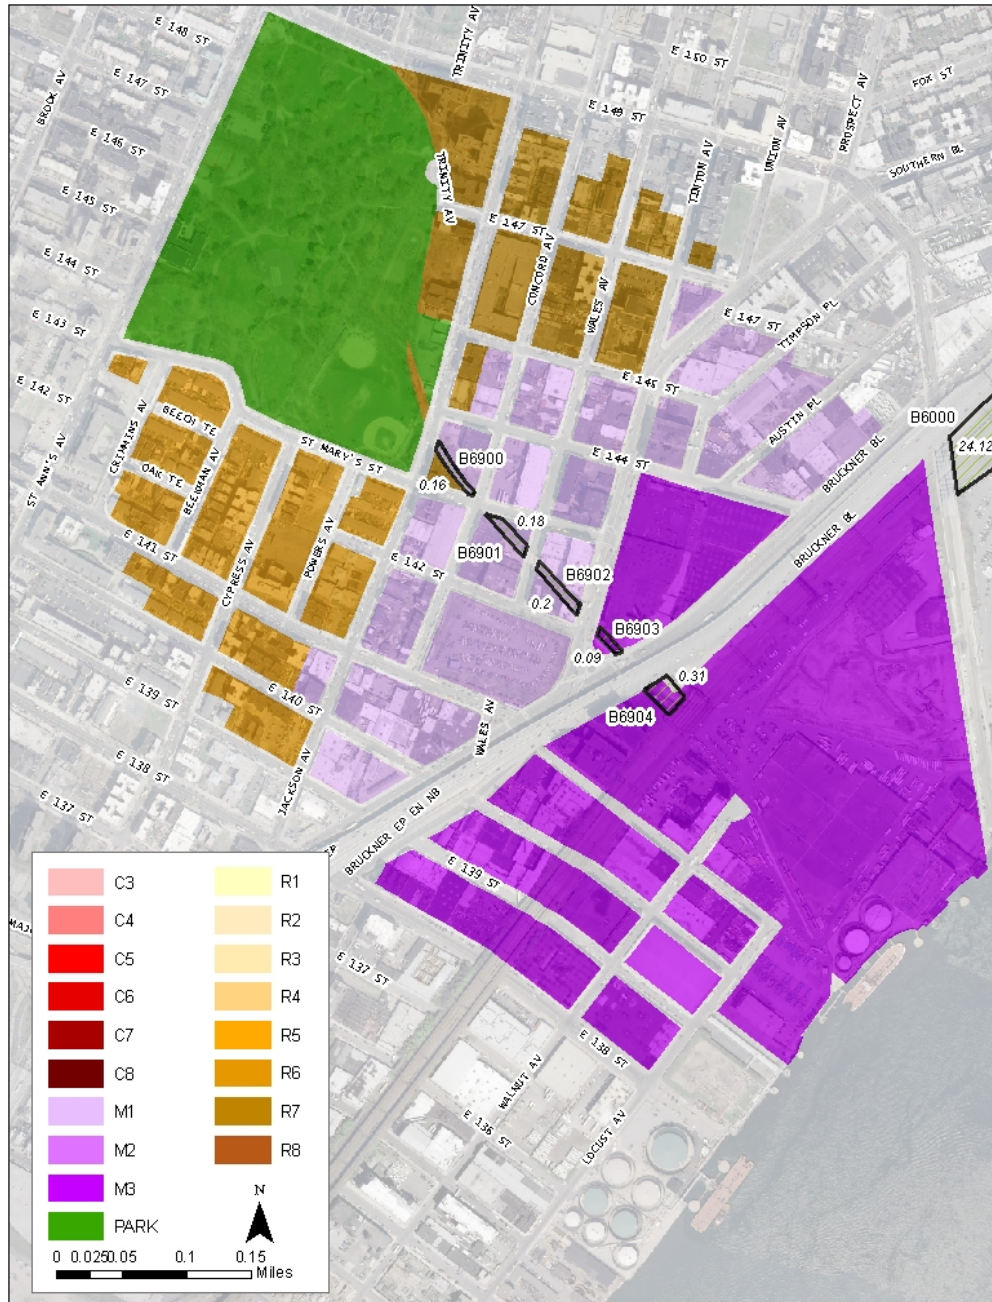 E 148 ST
TRINITY AV
E 150 ST
BROOK AV
E 147 ST
FOX ST
PROSPECT AV
E 149 ST
UNION AV
E 146 ST
SOUTHERN BL
TINTON AV
TRINITY AV
E 145 ST
E 147 ST
E 144 ST
CONCORD AV
WALES AV
E 147 ST
TIMPSON PL
E 143 ST
E 145 ST
E 142 ST
CRIMMINS AV
BEECH TE
AUSTIN PL
B6000
24.12
ST ANN'S AV
OAK TE
BEEKMAN AV
ST MARY'S ST
B6900
0.16
E 144 ST
BRUCKNER BL
BRUCKNER BL
POWERS AV
0.18
E 141 ST
CYPRESS AV
E 142 ST
B6901
B6902
0.2
B6903
0.09
0.31
E 139 ST
E 140 ST
B6904
WALES AV
E 138 ST
JACKSON AV
E 137 ST
BRUCKNER EP EN NB
E 139 ST
E 137 ST
E 138 ST
WALNUT AV
E 136 ST
LOCUST AV
C3
C4
C5
C6
C7
C8
M1
M2
M3
PARK
R1
R2
R3
R4
R5
R6
R7
R8
N
0 0.025 0.05 0.1 0.15
Miles